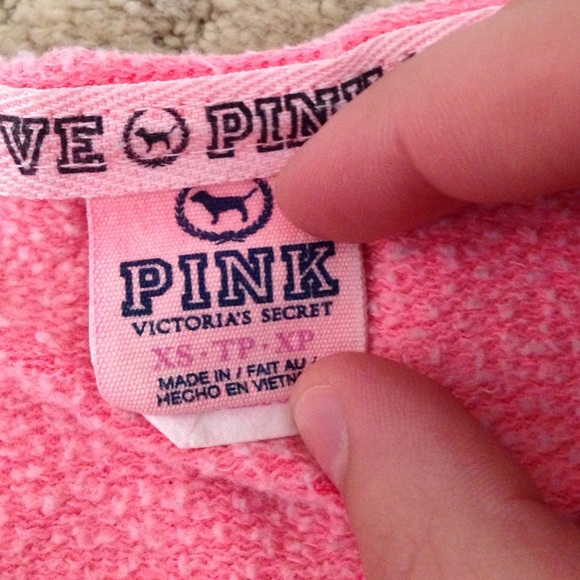 VE PINK
PINK
VICTORIA'S SECRET
XS · TP · XP
MADE IN / FAIT AU /
HECHO EN VIETN